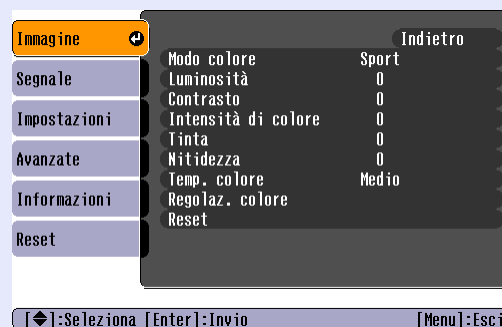 Immagine
Segnale
Impostazioni
Avanzate
Informazioni
Reset
Indietro
Modo colore Sport
Luminosità 0
Contrasto 0
Intensità di colore 0
Tinta 0
Nitidezza 0
Temp. colore Medio
Regolaz. colore
Reset
[◆]:Seleziona [Enter]:Invio [Menu]:Esci